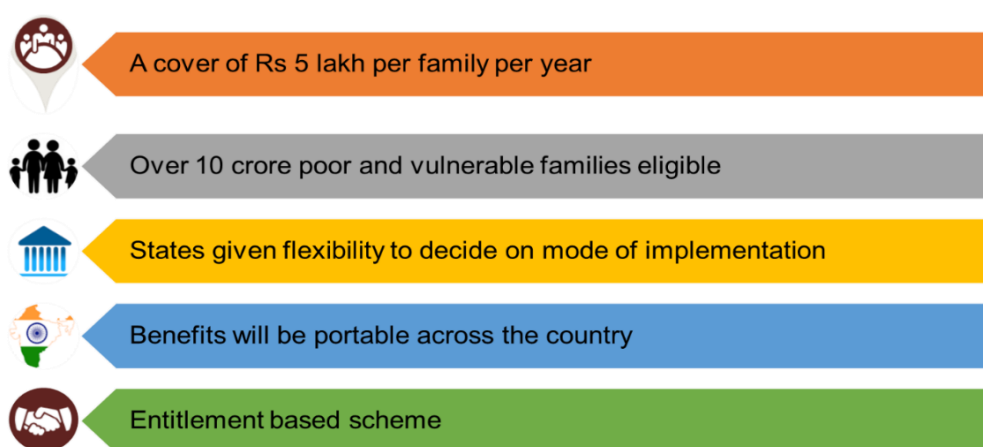 A cover of Rs 5 lakh per family per year
Over 10 crore poor and vulnerable families eligible
States given flexibility to decide on mode of implementation
Benefits will be portable across the country
Entitlement based scheme